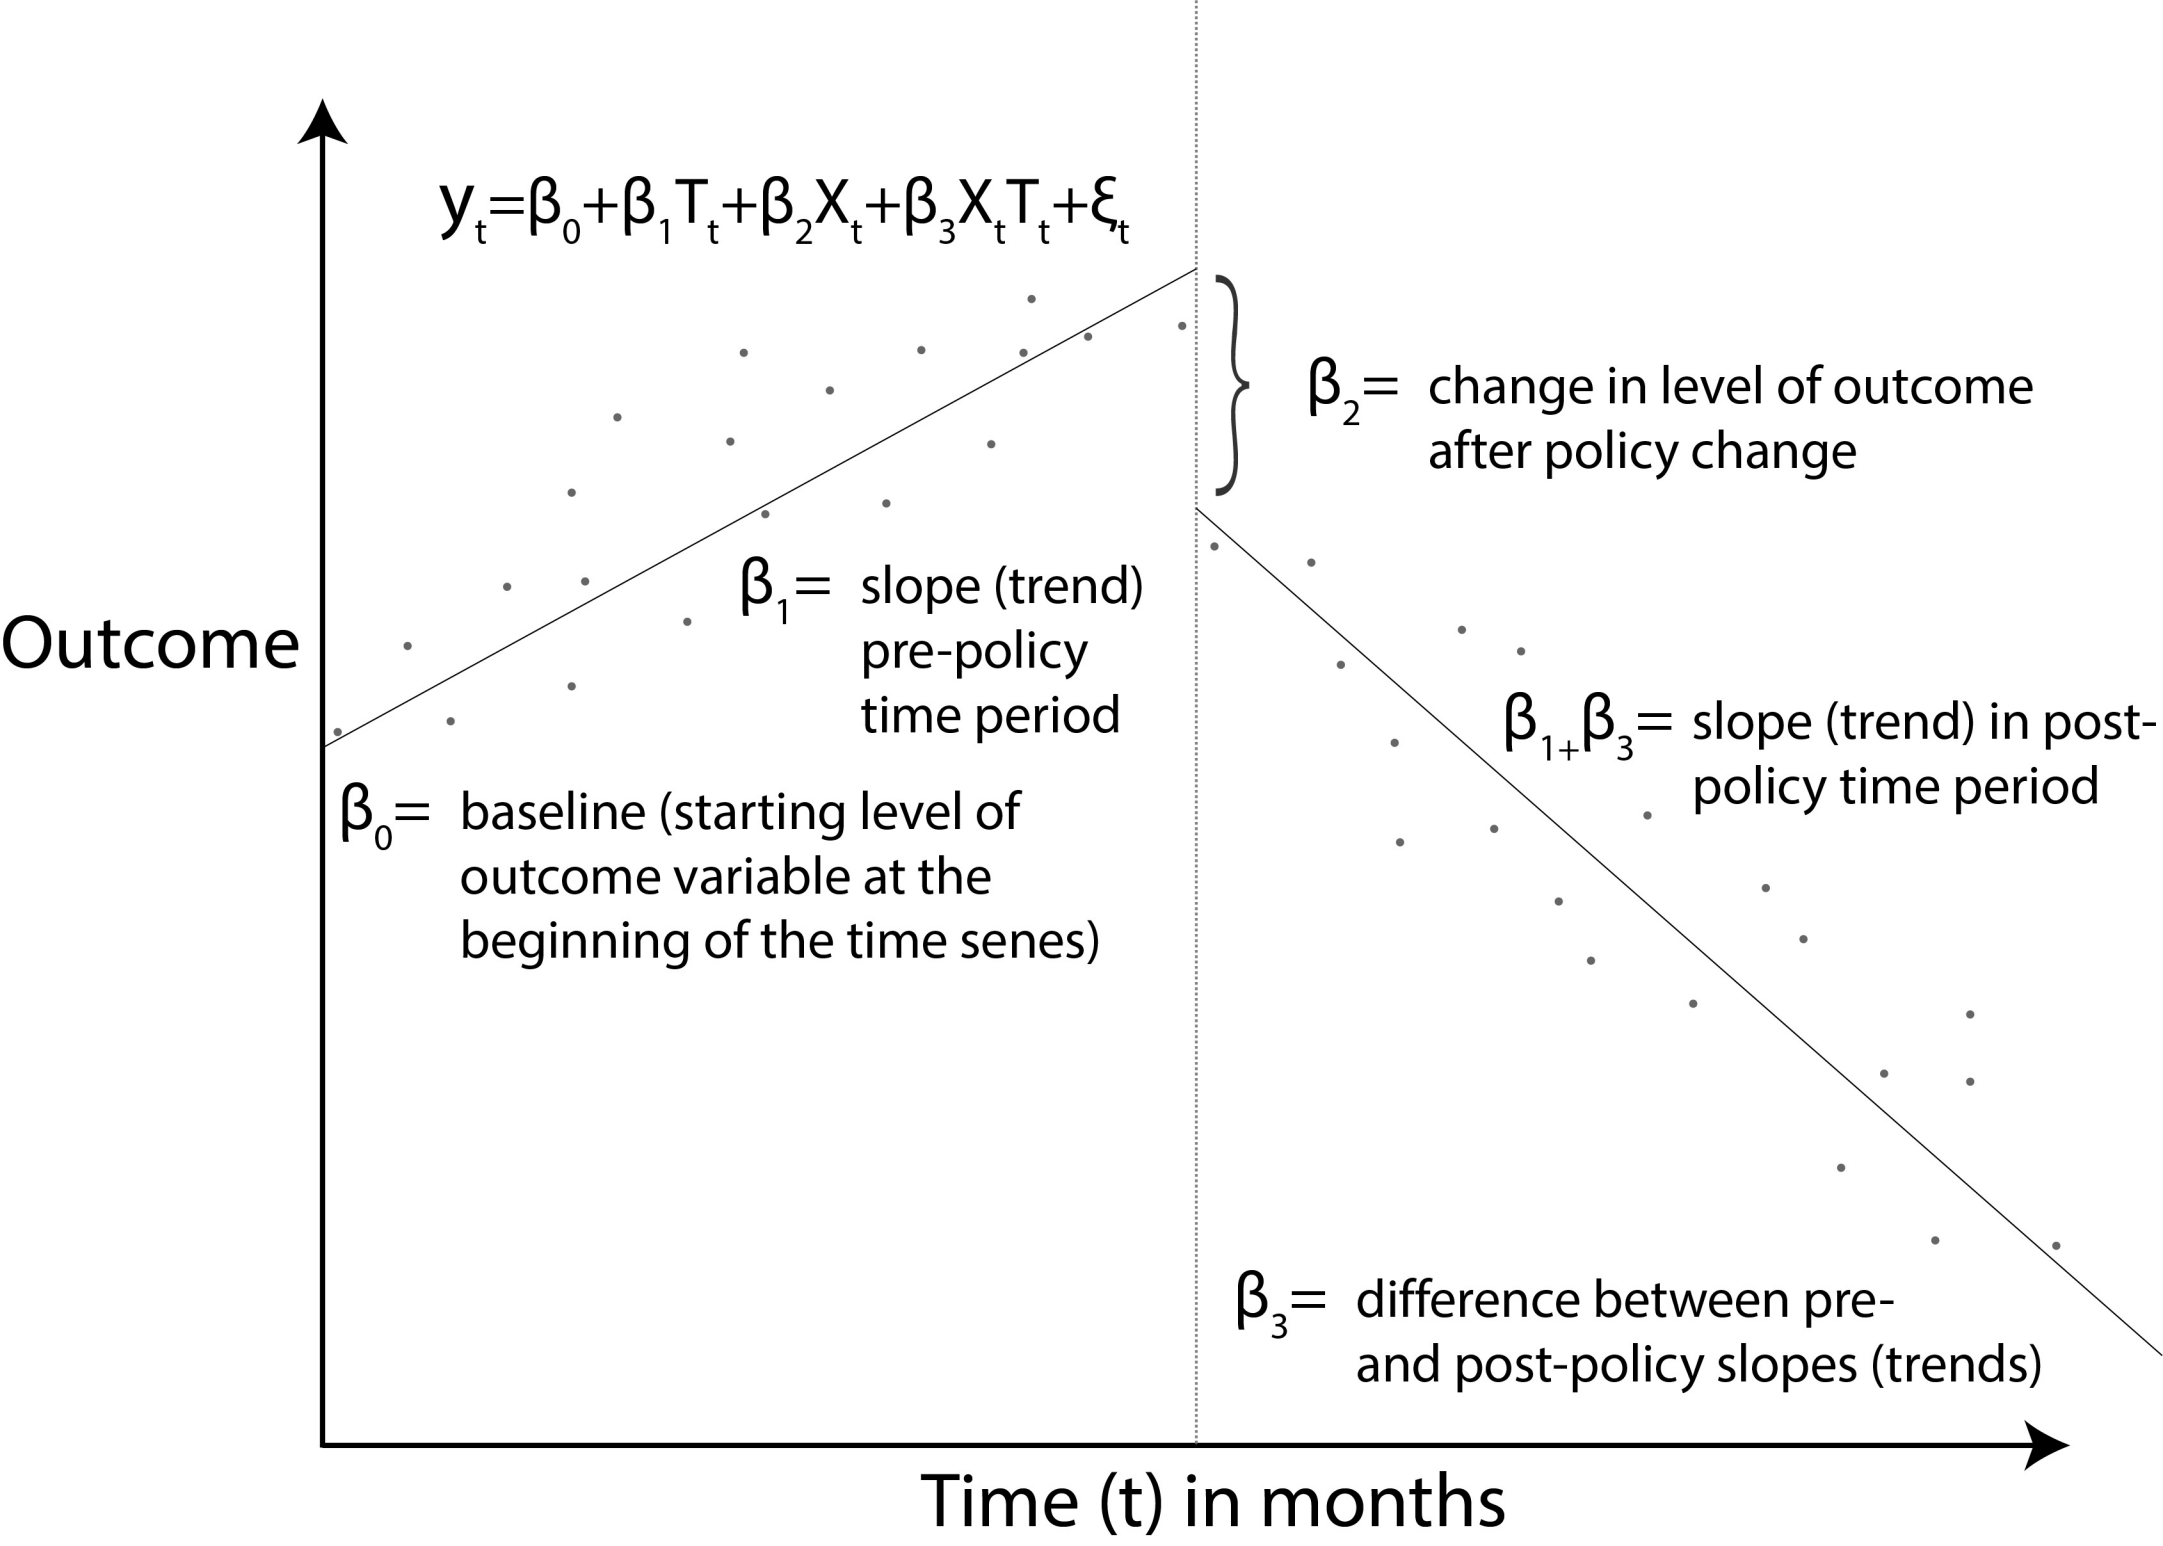 yₜ=β₀+β₁Tₜ+β₂Xₜ+β₃XₜTₜ+ξₜ
β₂= change in level of outcome
after policy change
β₁= slope (trend)
pre-policy
time period
Outcome
β₁₊β₃= slope (trend) in post-
policy time period
β₀= baseline (starting level of
outcome variable at the
beginning of the time senes)
β₃= difference between pre-
and post-policy slopes (trends)
Time (t) in months